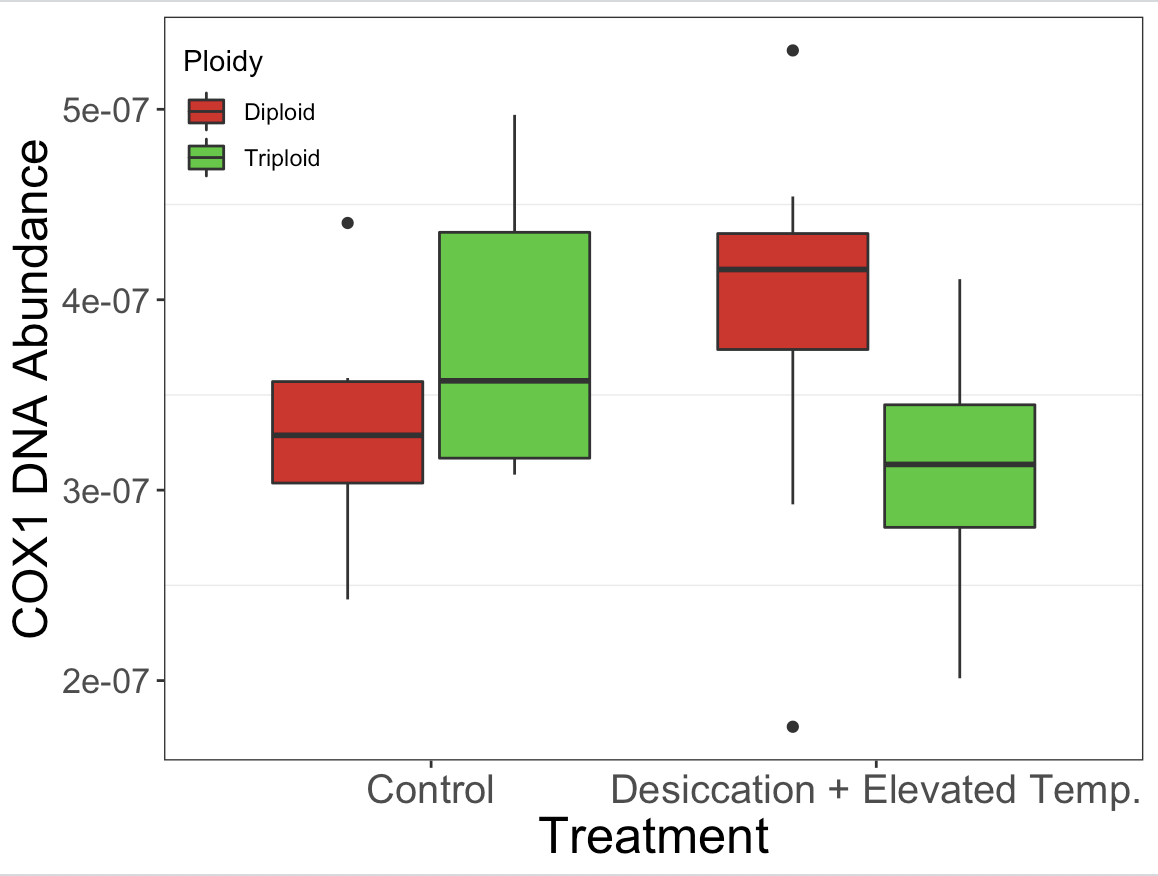 Ploidy
Diploid
Triploid
5e-07
4e-07
3e-07
2e-07
COX1 DNA Abundance
Control
Desiccation + Elevated Temp.
Treatment